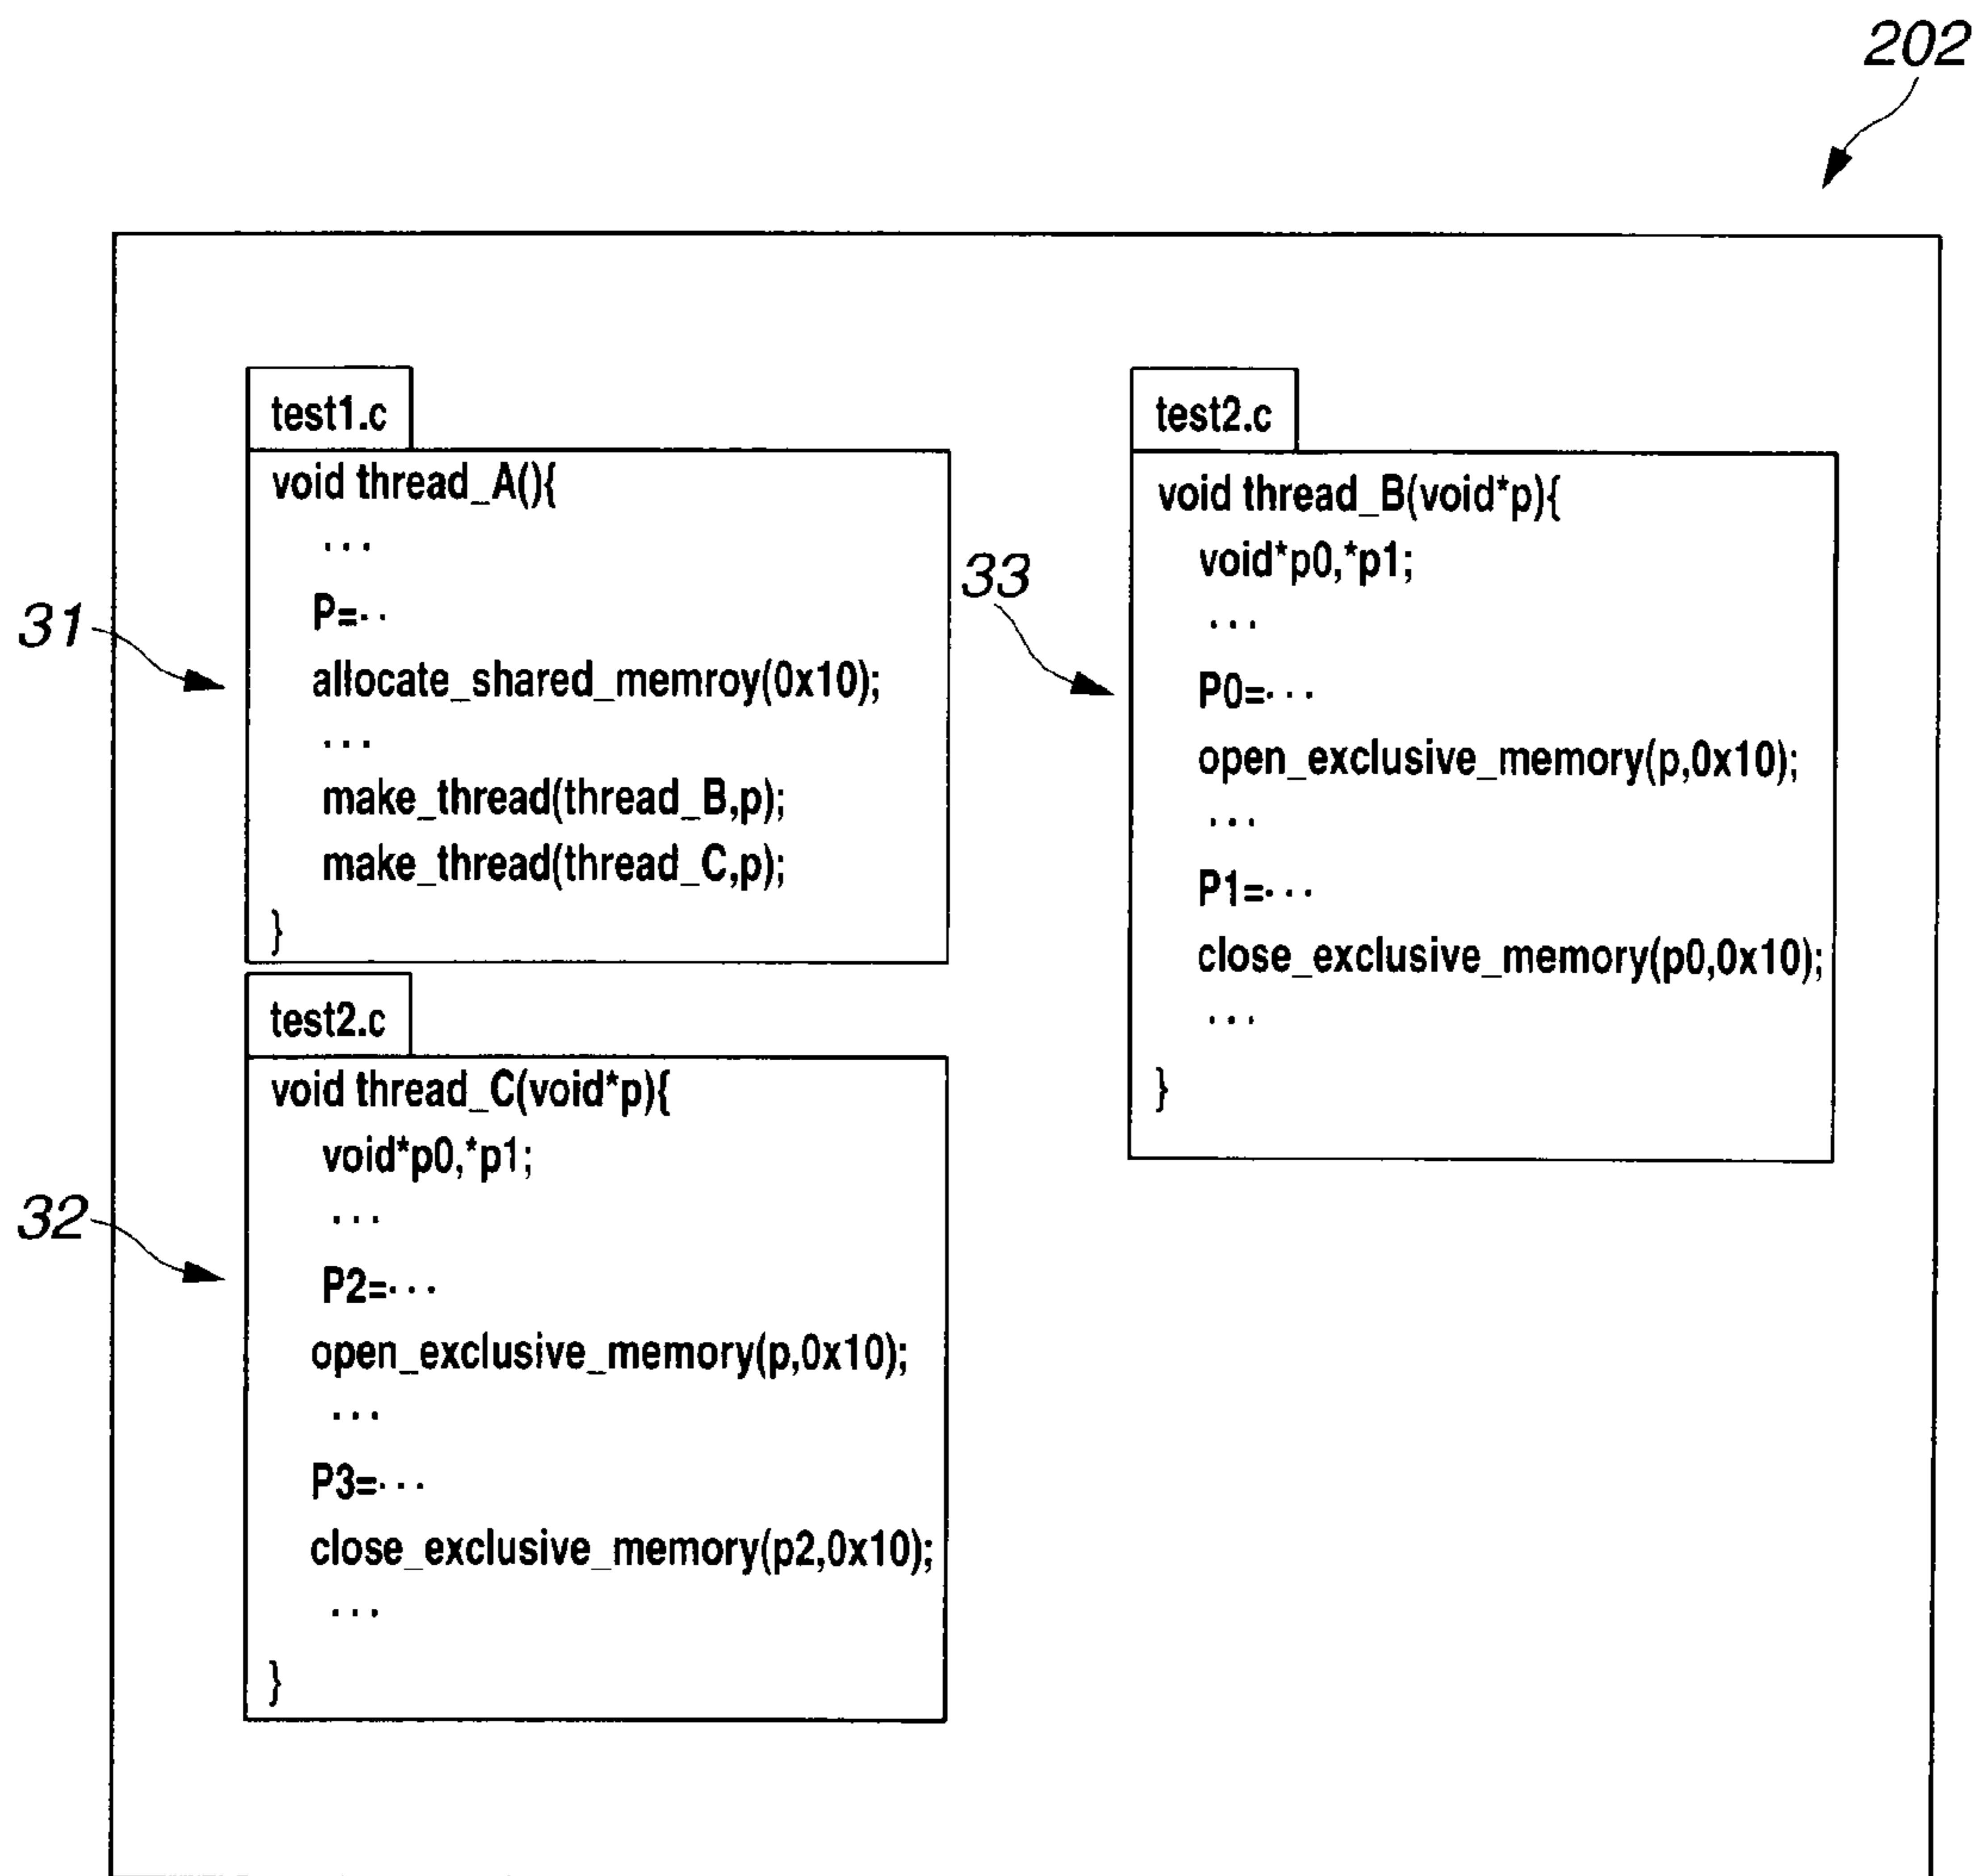 202
31
test1.c
void thread_A(){
...
P=..
allocate_shared_memroy(0x10);
...
make_thread(thread_B,p);
make_thread(thread_C,p);
}
32
test2.c
void thread_C(void*p){
void*p0,*p1;
...
P2=...
open_exclusive_memory(p,0x10);
...
P3=...
close_exclusive_memory(p2,0x10);
...
}
33
test2.c
void thread_B(void*p){
void*p0,*p1;
...
P0=...
open_exclusive_memory(p,0x10);
...
P1=...
close_exclusive_memory(p0,0x10);
...
}